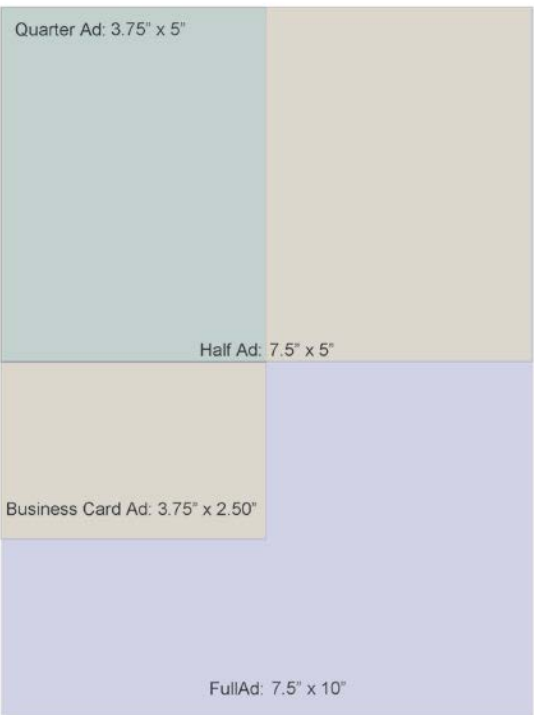 Quarter Ad: 3.75" x 5"
Half Ad: 7.5" x 5"
Business Card Ad: 3.75" x 2.50"
FullAd: 7.5" x 10"